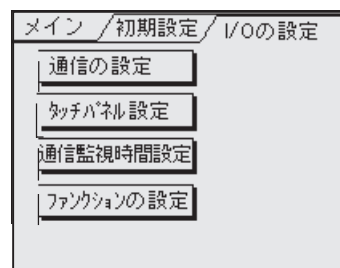 メイン/初期設定/I/Oの設定
通信の設定
ﾀｯﾁﾊﾟﾈﾙ設定
通信監視時間設定
ﾌｧﾝｸｼｮﾝの設定